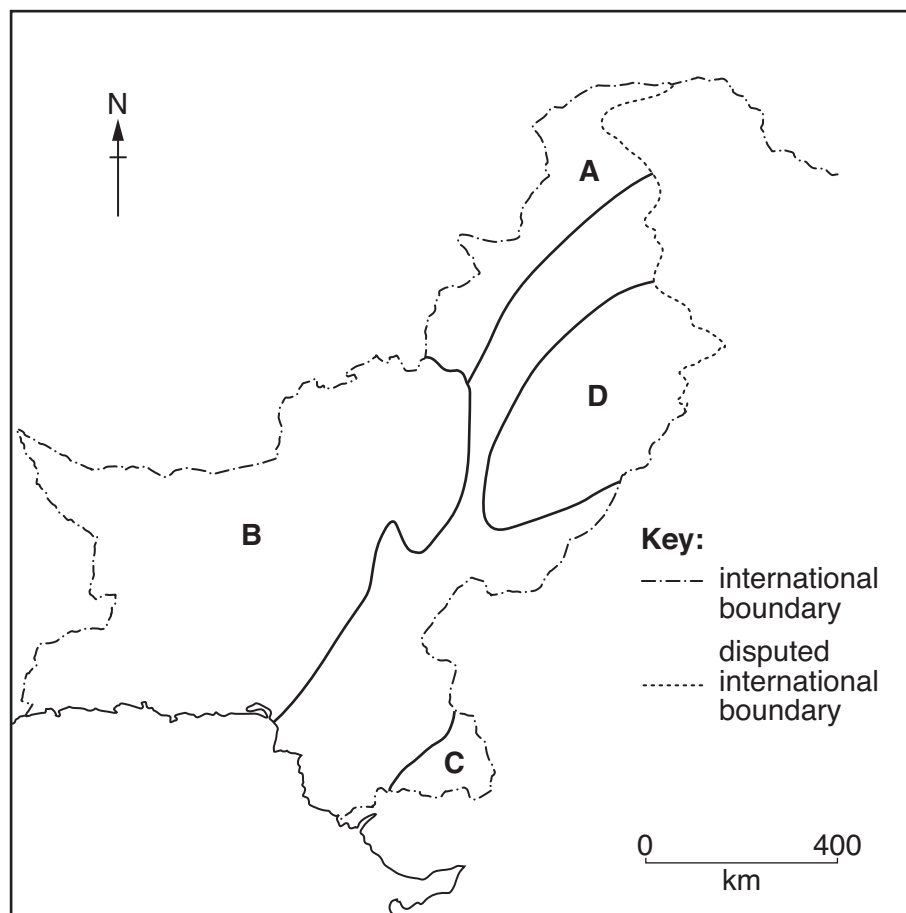 N
A
D
B
Key:
international
boundary
disputed
international
boundary
C
0 400
km